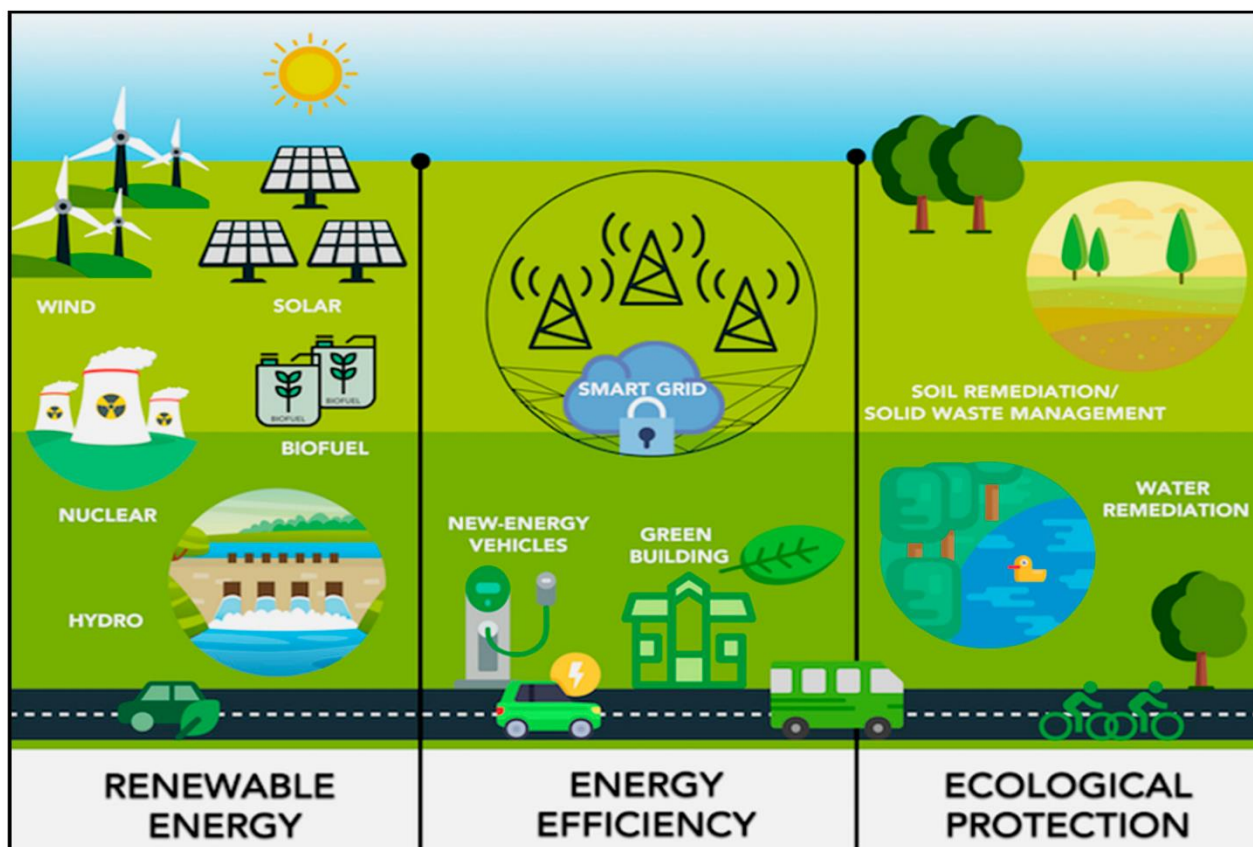 WIND
SOLAR
BIOFUEL
BIOFUEL
BIOFUEL
NUCLEAR
HYDRO
SMART GRID
NEW-ENERGY
VEHICLES
GREEN
BUILDING
SOIL REMEDIATION/
SOLID WASTE MANAGEMENT
WATER
REMEDIATION
RENEWABLE
ENERGY
ENERGY
EFFICIENCY
ECOLOGICAL
PROTECTION